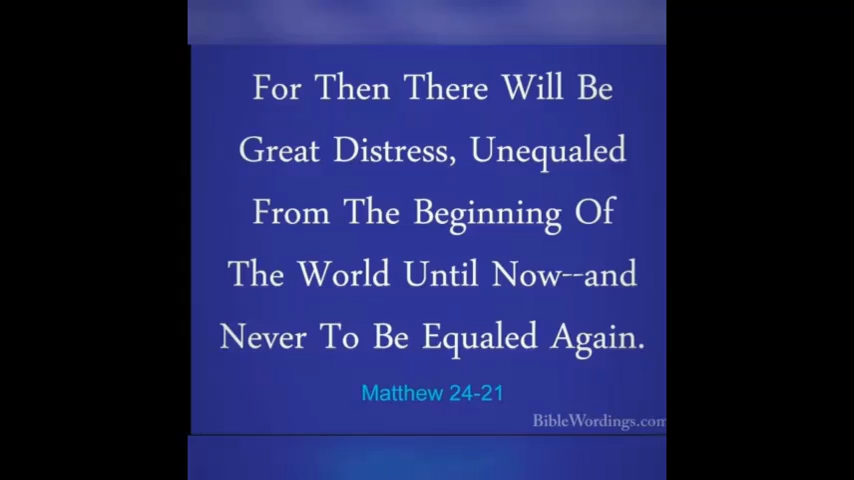 For Then There Will Be
Great Distress, Unequaled
From The Beginning Of
The World Until Now--and
Never To Be Equaled Again.
Matthew 24-21
BibleWordings.com